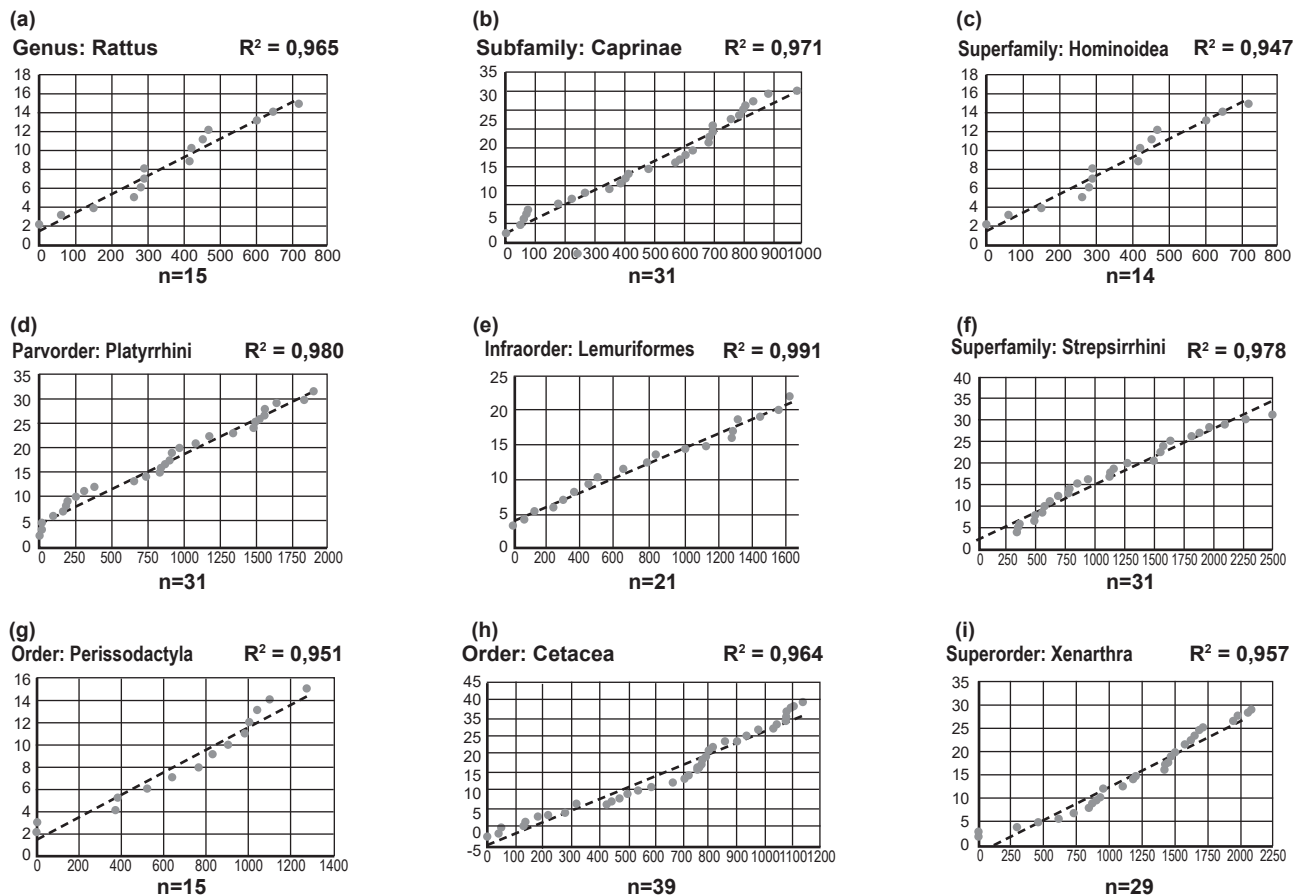 (a)
Genus: Rattus R² = 0,965
18
16
14
12
10
8
6
4
2
0
0 100 200 300 400 500 600 700 800
n=15
(b)
Subfamily: Caprinae R² = 0,971
35
30
25
20
15
10
5
0
0 100 200 300 400 500 600 700 800 9001000
n=31
(c)
Superfamily: Hominoidea R² = 0,947
18
16
14
12
10
8
6
4
2
0
0 100 200 300 400 500 600 700 800
n=14
(d)
Parvorder: Platyrrhini R² = 0,980
35
30
25
20
15
10
5
0
0 250 500 750 1000 1250 1500 1750 2000
n=31
(e)
Infraorder: Lemuriformes R² = 0,991
25
20
15
10
5
0
0 200 400 600 800 1000 1200 1400 1600
n=21
(f)
Superfamily: Strepsirrhini R² = 0,978
40
35
30
25
20
15
10
5
0
0 250 500 750 1000 1250 1500 1750 2000 2250 2500
n=31
(g)
Order: Perissodactyla R² = 0,951
16
14
12
10
8
6
4
2
0
0 200 400 600 800 1000 1200 1400
n=15
(h)
Order: Cetacea R² = 0,964
45
40
35
30
25
20
15
10
5
0
-5
0 100 200 300 400 500 600 700 800 900 1000 11001200
n=39
(i)
Superorder: Xenarthra R² = 0,957
35
30
25
20
15
10
5
0
0 250 500 750 1000 1250 1500 1750 2000 2250
n=29